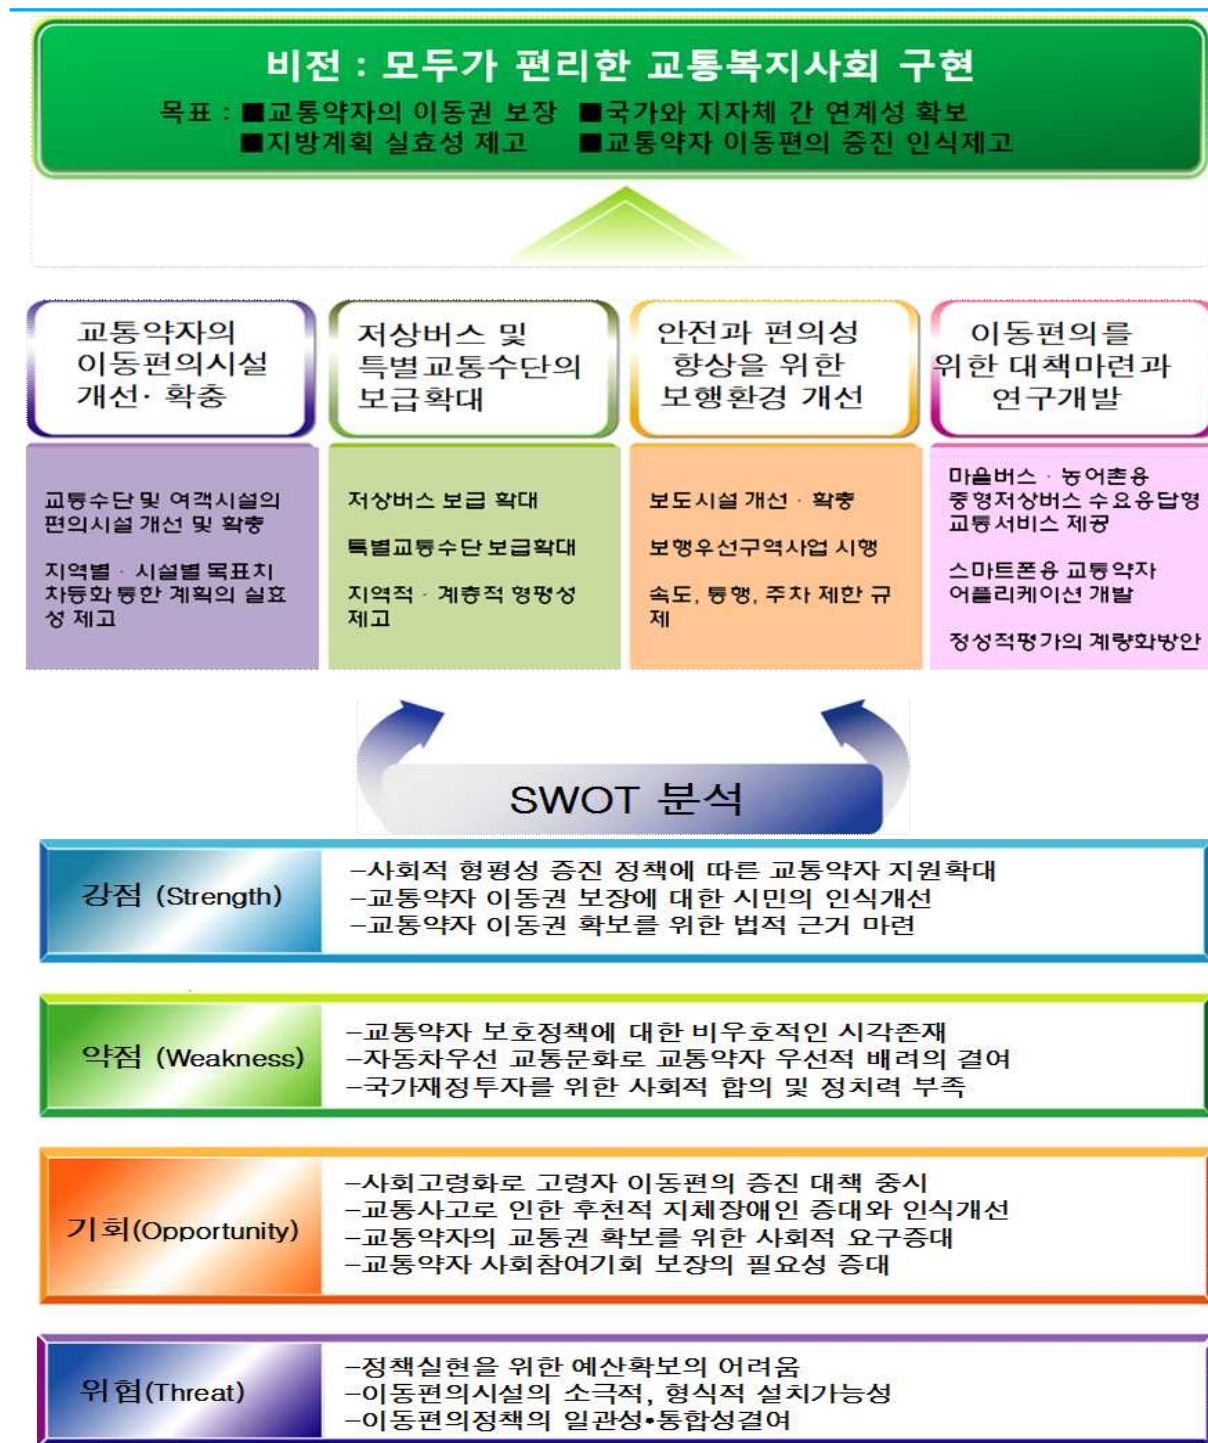 비전 : 모두가 편리한 교통복지사회 구현
목표 : ■교통약자의 이동권 보장 ■국가와 지자체 간 연계성 확보
■지방계획 실효성 제고 ■교통약자 이동편의 증진 인식제고
교통약자의
이동편의시설
개선· 확충
교통수단 및 여객시설의
편의시설 개선 및 확충
지역별 · 시설별 목표치
차등화 통한 계획의 실효
성 제고
저상버스 및
특별교통수단의
보급확대
저상버스 보급 확대
특별교통수단 보급확대
지역적 · 계층적 형평성
제고
안전과 편의성
향상을 위한
보행환경 개선
보도시설 개선 · 확충
보행우선구역사업 시행
속도, 통행, 주차 제한 규
제
이동편의를
위한 대책마련과
연구개발
마을버스 · 농어촌용
중형저상버스 수요응답형
교통서비스 제공
스마트폰용 교통약자
어플리케이션 개발
정성적평가의 계량화방안
SWOT 분석
강점 (Strength)
–사회적 형평성 증진 정책에 따른 교통약자 지원확대
–교통약자 이동권 보장에 대한 시민의 인식개선
–교통약자 이동권 확보를 위한 법적 근거 마련
약점 (Weakness)
–교통약자 보호정책에 대한 비우호적인 시각존재
–자동차우선 교통문화로 교통약자 우선적 배려의 결여
–국가재정투자를 위한 사회적 합의 및 정치력 부족
기회(Opportunity)
–사회고령화로 고령자 이동편의 증진 대책 중시
–교통사고로 인한 후천적 지체장애인 증대와 인식개선
–교통약자의 교통권 확보를 위한 사회적 요구증대
–교통약자 사회참여기회 보장의 필요성 증대
위협(Threat)
–정책실현을 위한 예산확보의 어려움
–이동편의시설의 소극적, 형식적 설치가능성
–이동편의정책의 일관성•통합성결여